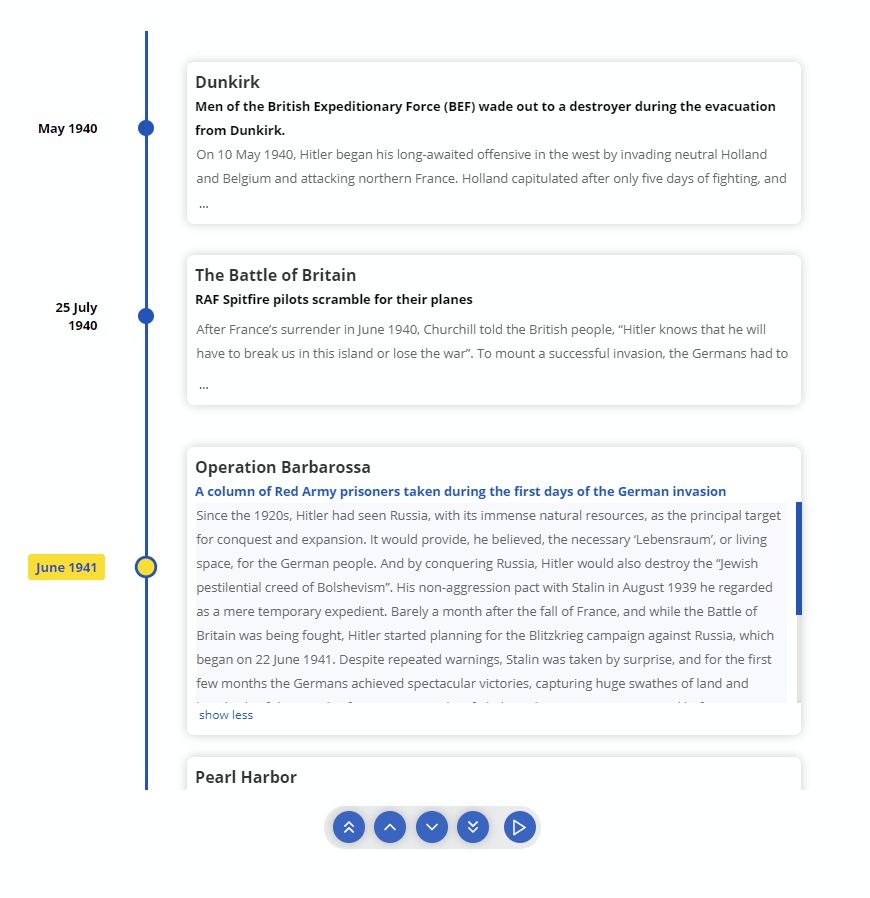 Dunkirk
Men of the British Expeditionary Force (BEF) wade out to a destroyer during the evacuation
from Dunkirk.
May 1940
On 10 May 1940, Hitler began his long-awaited offensive in the west by invading neutral Holland
and Belgium and attacking northern France. Holland capitulated after only five days of fighting, and
...
The Battle of Britain
RAF Spitfire pilots scramble for their planes
25 July
1940
After France’s surrender in June 1940, Churchill told the British people, “Hitler knows that he will
have to break us in this island or lose the war”. To mount a successful invasion, the Germans had to
...
Operation Barbarossa
A column of Red Army prisoners taken during the first days of the German invasion
June 1941
Since the 1920s, Hitler had seen Russia, with its immense natural resources, as the principal target
for conquest and expansion. It would provide, he believed, the necessary ‘Lebensraum’, or living
space, for the German people. And by conquering Russia, Hitler would also destroy the “Jewish
pestilential creed of Bolshevism”. His non-aggression pact with Stalin in August 1939 he regarded
as a mere temporary expedient. Barely a month after the fall of France, and while the Battle of
Britain was being fought, Hitler started planning for the Blitzkrieg campaign against Russia, which
began on 22 June 1941. Despite repeated warnings, Stalin was taken by surprise, and for the first
few months the Germans achieved spectacular victories, capturing huge swathes of land and
show less
Pearl Harbor